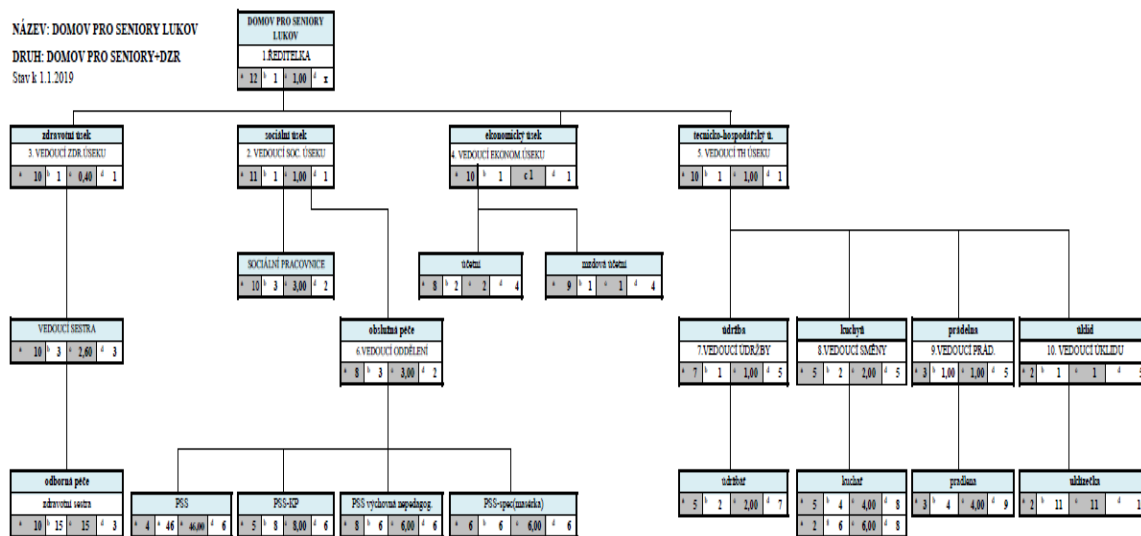 DOMOV PRO SENIORY
LUKOV
1.ŘEDITELKA
a 12 b 1 c 1,00 d x
NÁZEV: DOMOV PRO SENIORY LUKOV
DRUH: DOMOV PRO SENIORY+DZR
Stav k 1.1.2019
zdravotní úsek
3. VEDOUCÍ ZDR.ÚSEKU
a 10 b 1 c 0,40 d 1
sociální úsek
2. VEDOUCÍ SOC. ÚSEKU
a 11 b 1 c 1,00 d 1
ekonomický úsek
4. VEDOUCÍ EKONOM.ÚSEKU
a 10 b 1 c 1 d 1
tecnicko-hospodářský ú.
5. VEDOUCÍ TH ÚSEKU
a 10 b 1 c 1,00 d 1
SOCIÁLNÍ PRACOVNICE
a 10 b 3 c 3,00 d 2
účetní
a 8 b 2 c 2 d 4
mzdová účetní
a 9 b 1 c 1 d 4
VEDOUCÍ SESTRA
a 10 b 3 c 2,60 d 3
obslužná péče
6.VEDOUCÍ ODDĚLENÍ
a 8 b 3 c 3,00 d 2
údržba
7.VEDOUCÍ ÚDRŽBY
a 7 b 1 c 1,00 d 5
kuchyň
8.VEDOUCÍ SMĚNY
a 5 b 2 c 2,00 d 5
prádelna
9.VEDOUCÍ PRÁD.
a 3 b 1,00 c 1,00 d 5
úklid
10. VEDOUCÍ ÚKLIDU
a 2 b 1 c 1 d 5
odborná péče
zdravotní sestra
a 10 b 15 c 15 d 3
PSS
a 4 46 46,00 d 6
PSS-KP
a 5 b 8 c 8,00 d 6
PSS výchovná nepedagog.
a 8 b 6 c 6,00 d 6
PSS-spec(masérka)
a 6 b 6 c 6,00 d 6
údržbář
a 5 b 2 c 2,00 d 7
kuchař
a 5 b 4 c 4,00 d 8
a 2 b 6 c 6,00 d 8
pradlena
a 3 b 4 c 4,00 d 9
uklízečka
a 2 b 11 c 11 d